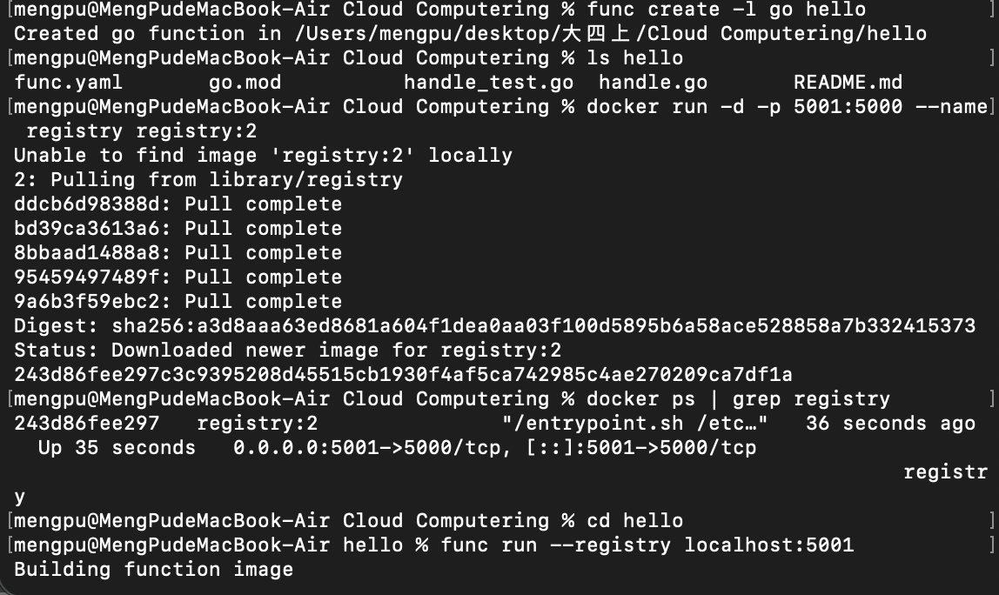 [mengpu@MengPudeMacBook-Air Cloud Computering % func create -l go hello ]
Created go function in /Users/mengpu/desktop/大四上/Cloud Computering/hello
[mengpu@MengPudeMacBook-Air Cloud Computering % ls hello ]
func.yaml go.mod handle_test.go handle.go README.md
[mengpu@MengPudeMacBook-Air Cloud Computering % docker run -d -p 5001:5000 --name]
registry registry:2
Unable to find image 'registry:2' locally
2: Pulling from library/registry
ddcb6d98388d: Pull complete
bd39ca3613a6: Pull complete
8bbaad1488a8: Pull complete
95459497489f: Pull complete
9a6b3f59ebc2: Pull complete
Digest: sha256:a3d8aaa63ed8681a604f1dea0aa03f100d5895b6a58ace528858a7b332415373
Status: Downloaded newer image for registry:2
243d86fee297c3c9395208d45515cb1930f4af5ca742985c4ae270209ca7df1a
[mengpu@MengPudeMacBook-Air Cloud Computering % docker ps | grep registry ]
243d86fee297 registry:2 "/entrypoint.sh /etc…" 36 seconds ago
Up 35 seconds 0.0.0.0:5001->5000/tcp, [::]:5001->5000/tcp
registr
y
[mengpu@MengPudeMacBook-Air Cloud Computering % cd hello ]
[mengpu@MengPudeMacBook-Air hello % func run --registry localhost:5001 ]
Building function image